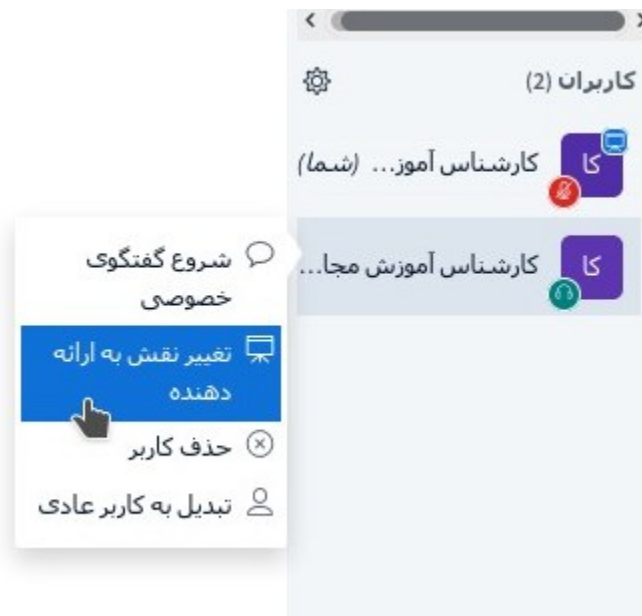 کاربران (2)
کا
کارشناس آموز... (شما)
کا
کارشناس آموزش مجا...
شروع گفتگوی
خصوصی
تغییر نقش به ارائه
دهنده
حذف کاربر
تبدیل به کاربر عادی